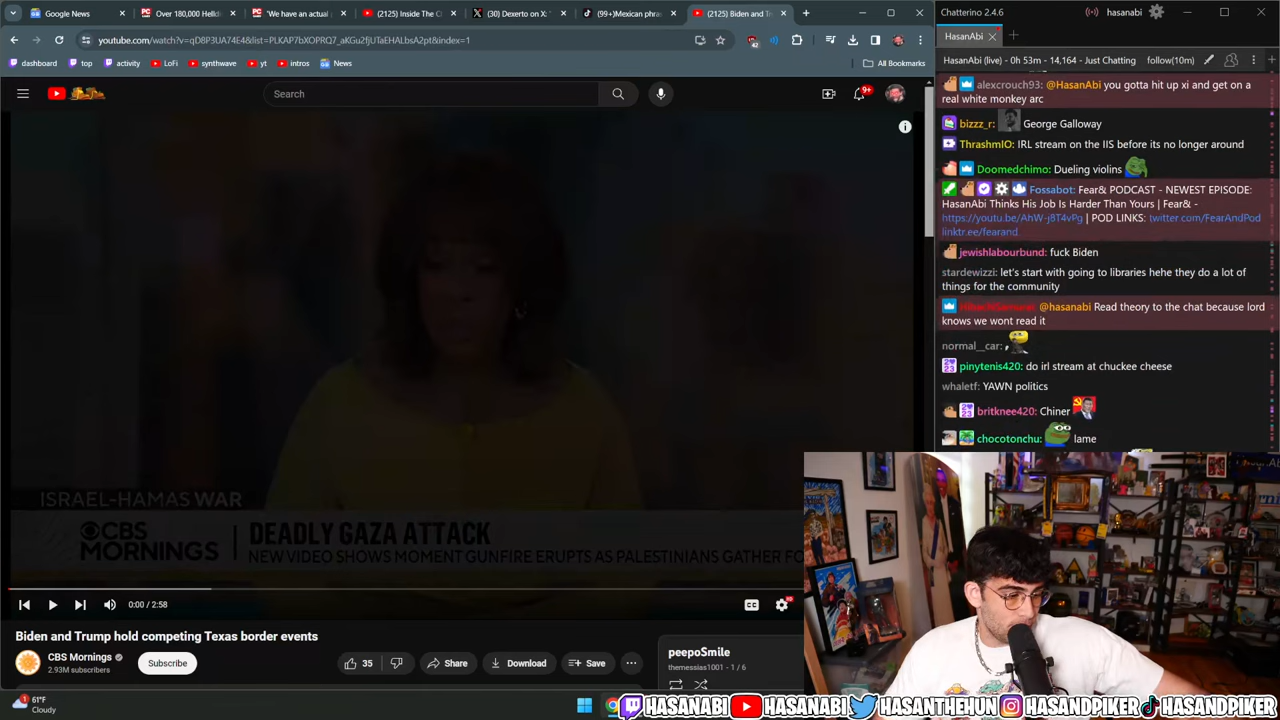 Google News
Over 180,000 Helldi
"We have an actual
(2125) Inside The
(30) Dexerto on X:
(99+)Mexican phras
(2125) Biden and Tr
youtube.com/watch?v=qD8P3UA74E4&list=PLKAP7bXOPRQ7_aKGu2fjUTaEHALbsA2pt&index=1
42
dashboard
top
activity
LoFi
synthwave
yt
intros
News
All Bookmarks
Search
9+
ISRAEL-HAMAS WAR
CBS MORNINGS
DEADLY GAZA ATTACK
NEW VIDEO SHOWS MOMENT GUNFIRE ERUPTS AS PALESTINIANS GATHER FO
0:00 / 2:58
CC
HD
Biden and Trump hold competing Texas border events
CBS Mornings
2.93M subscribers
Subscribe
35
Share
Download
Save
peepoSmile
themessias1001 - 1 / 6
61°F
Cloudy
Chatterino 2.4.6
hasanabi
HasanAbi
HasanAbi (live) - 0h 53m - 14,164 - Just Chatting
follow(10m)
alexcrouch93: @HasanAbi you gotta hit up xi and get on a
real white monkey arc
bizzz_r: George Galloway
ThrashmIO: IRL stream on the IIS before its no longer around
Doomedchimo: Dueling violins
Fossabot: Fear& PODCAST - NEWEST EPISODE:
HasanAbi Thinks His Job Is Harder Than Yours | Fear& -
https://youtu.be/AhW-j8T4vPg | POD LINKS: twitter.com/FearAndPod
linktr.ee/fearand
jewishlabourbund: fuck Biden
stardewizzi: let's start with going to libraries hehe they do a lot of
things for the community
@hasanabi Read theory to the chat because lord
knows we wont read it
normal__car:
pinytenis420: do irl stream at chuckee cheese
whaletf: YAWN politics
britknee420: Chiner
chocotonchu: lame
HASANABI
HASANABI
HASANTHEHUN
HASANDPIKER
HASANDPIKER